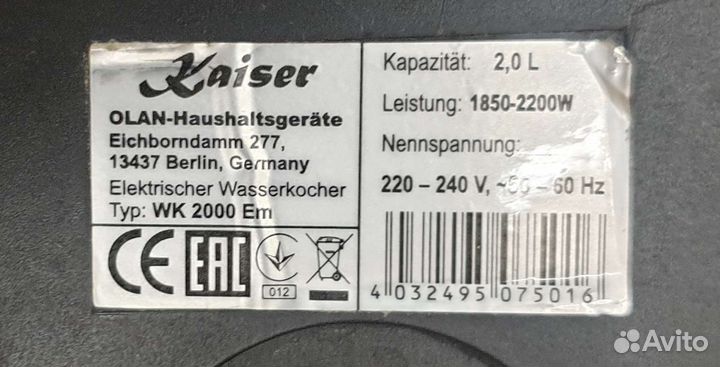 Kaiser
OLAN-Haushaltsgeräte
Eichborndamm 277,
13437 Berlin, Germany
Elektrischer Wasserkocher
Typ: WK 2000 Em
CE EAC
012
Kapazität: 2,0 L
Leistung: 1850-2200W
Nennspannung:
220 – 240 V, ~50 – 60 Hz
4 032495 075016
Avito